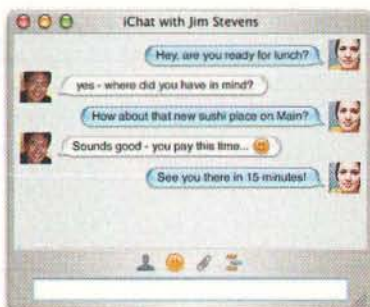 iChat with Jim Stevens
Hey, are you ready for lunch?
yes - where did you have in mind?
How about that new sushi place on Main?
Sounds good - you pay this time...
See you there in 15 minutes!